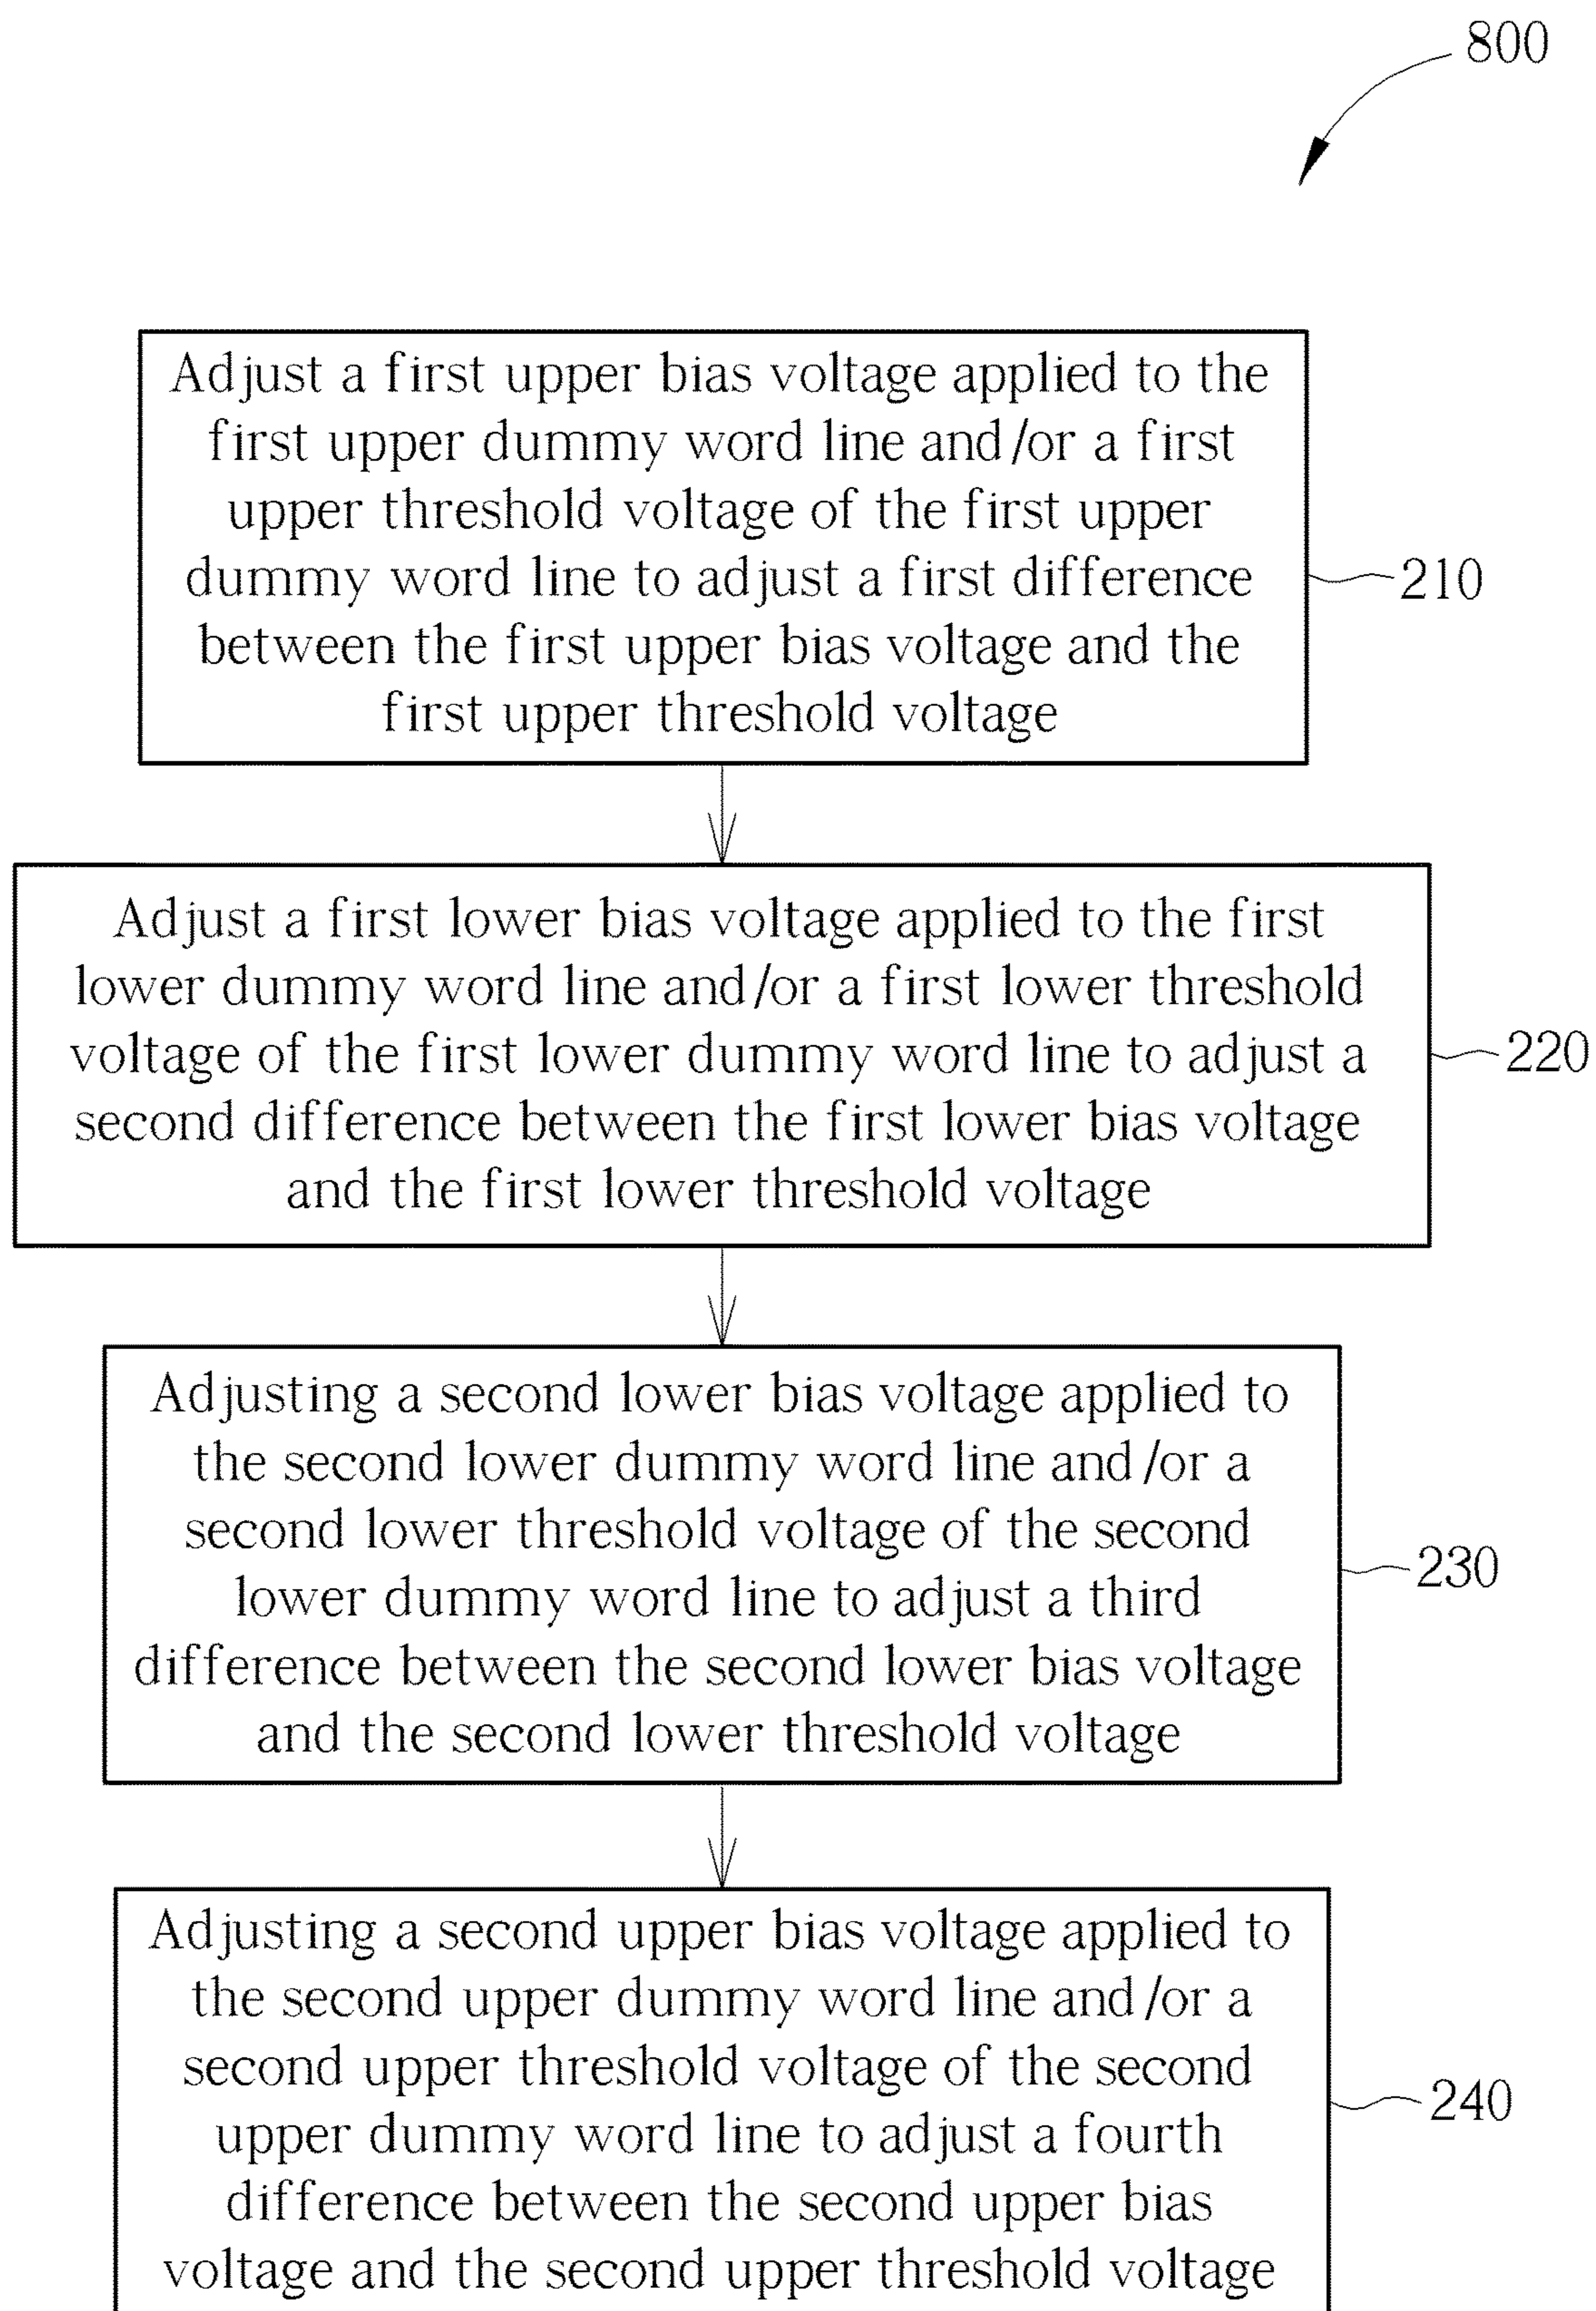 800
Adjust a first upper bias voltage applied to the
first upper dummy word line and/or a first
upper threshold voltage of the first upper
dummy word line to adjust a first difference
between the first upper bias voltage and the
first upper threshold voltage
210
Adjust a first lower bias voltage applied to the first
lower dummy word line and/or a first lower threshold
voltage of the first lower dummy word line to adjust a
second difference between the first lower bias voltage
and the first lower threshold voltage
220
Adjusting a second lower bias voltage applied to
the second lower dummy word line and/or a
second lower threshold voltage of the second
lower dummy word line to adjust a third
difference between the second lower bias voltage
and the second lower threshold voltage
230
Adjusting a second upper bias voltage applied to
the second upper dummy word line and/or a
second upper threshold voltage of the second
upper dummy word line to adjust a fourth
difference between the second upper bias
voltage and the second upper threshold voltage
240